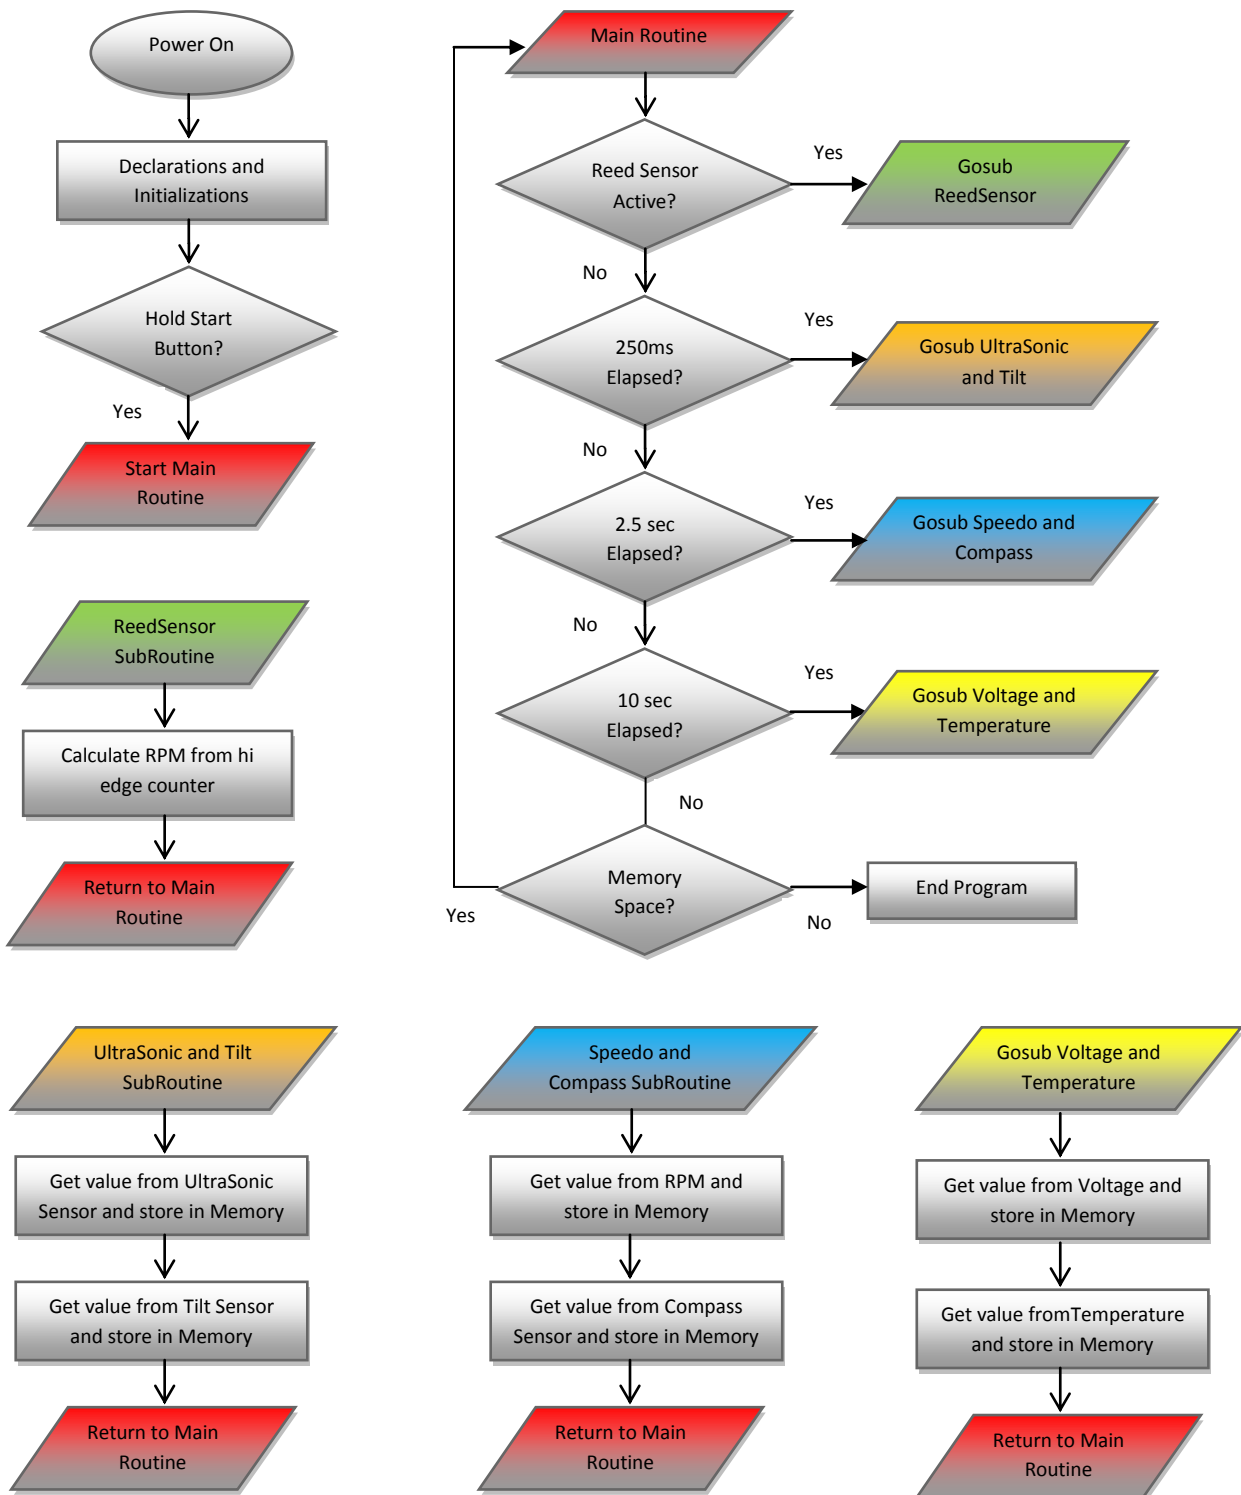 Power On
Declarations and
Initializations
Hold Start
Button?
Yes
Start Main
Routine
ReedSensor
SubRoutine
Calculate RPM from hi
edge counter
Return to Main
Routine
Main Routine
Reed Sensor
Active?
Yes
Gosub
ReedSensor
No
250ms
Elapsed?
Yes
Gosub UltraSonic
and Tilt
No
2.5 sec
Elapsed?
Yes
Gosub Speedo and
Compass
No
10 sec
Elapsed?
Yes
Gosub Voltage and
Temperature
No
Memory
Space?
Yes
No
End Program
UltraSonic and Tilt
SubRoutine
Get value from UltraSonic
Sensor and store in Memory
Get value from Tilt Sensor
and store in Memory
Return to Main
Routine
Speedo and
Compass SubRoutine
Get value from RPM and
store in Memory
Get value from Compass
Sensor and store in Memory
Return to Main
Routine
Gosub Voltage and
Temperature
Get value from Voltage and
store in Memory
Get value fromTemperature
and store in Memory
Return to Main
Routine